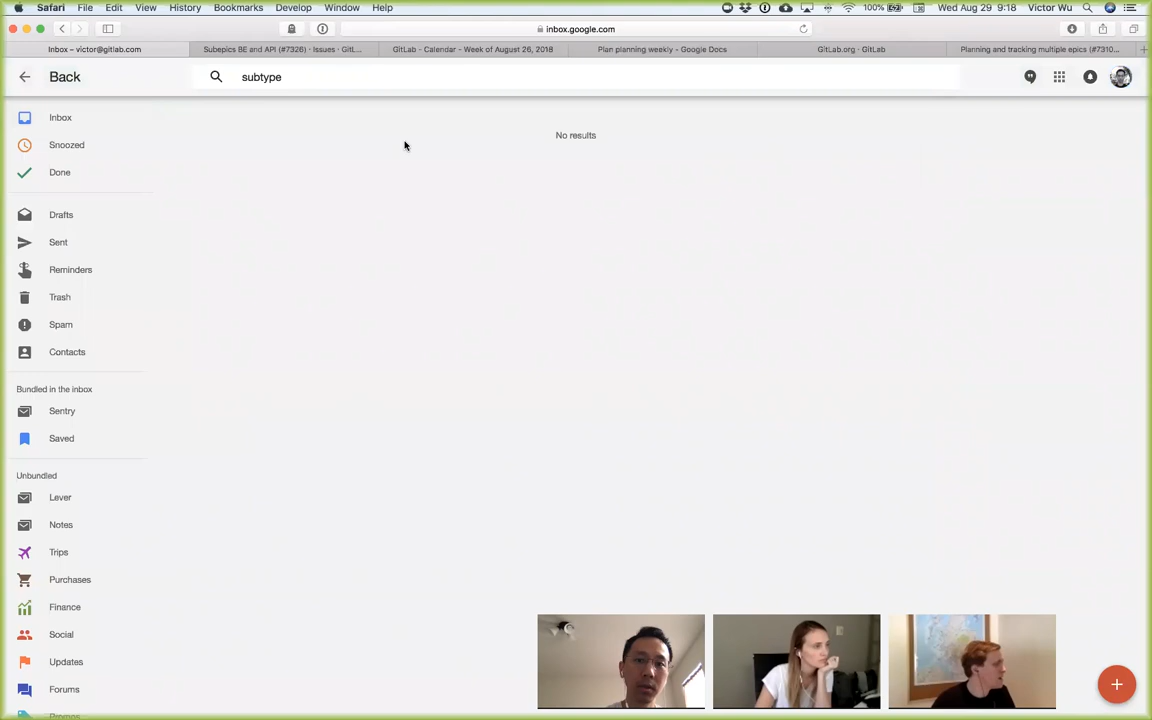 Safari File Edit View History Bookmarks Develop Window Help 100% Wed Aug 29 9:18 Victor Wu
inbox.google.com
Inbox – victor@gitlab.com Subepics BE and API (#7326) · Issues · GitL... GitLab - Calendar - Week of August 26, 2018 Plan planning weekly - Google Docs GitLab.org · GitLab Planning and tracking multiple epics (#7310...
Back subtype
No results
Inbox
Snoozed
Done
Drafts
Sent
Reminders
Trash
Spam
Contacts
Bundled in the inbox
Sentry
Saved
Unbundled
Lever
Notes
Trips
Purchases
Finance
Social
Updates
Forums
Promos